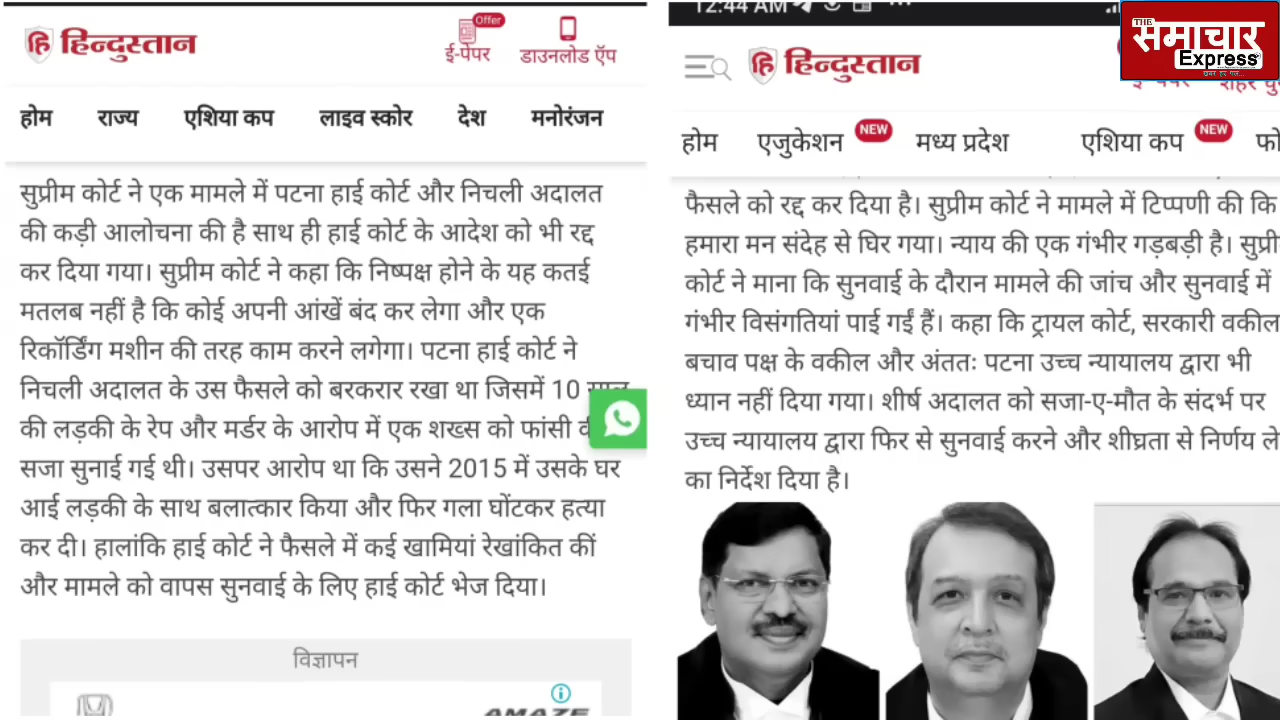 हि हिन्दुस्तान
Offer
ई-पेपर
डाउनलोड ऍप
होम राज्य एशिया कप लाइव स्कोर देश मनोरंजन
सुप्रीम कोर्ट ने एक मामले में पटना हाई कोर्ट और निचली अदालत
की कड़ी आलोचना की है साथ ही हाई कोर्ट के आदेश को भी रद्द
कर दिया गया। सुप्रीम कोर्ट ने कहा कि निष्पक्ष होने के यह कतई
मतलब नहीं है कि कोई अपनी आंखें बंद कर लेगा और एक
रिकॉर्डिंग मशीन की तरह काम करने लगेगा। पटना हाई कोर्ट ने
निचली अदालत के उस फैसले को बरकरार रखा था जिसमें 10
की लड़की के रेप और मर्डर के आरोप में एक शख्स को फांसी
सजा सुनाई गई थी। उसपर आरोप था कि उसने 2015 में उसके घर
आई लड़की के साथ बलात्कार किया और फिर गला घोंटकर हत्या
कर दी। हालांकि हाई कोर्ट ने फैसले में कई खामियां रेखांकित कीं
और मामले को वापस सुनवाई के लिए हाई कोर्ट भेज दिया।
विज्ञापन
AMAZE
12:44 AM
THE
समाचार
Express
हि हिन्दुस्तान
होम एजुकेशन NEW मध्य प्रदेश एशिया कप NEW
फैसले को रद्द कर दिया है। सुप्रीम कोर्ट ने मामले में टिप्पणी की कि
हमारा मन संदेह से घिर गया। न्याय की एक गंभीर गड़बड़ी है। सुप्री
कोर्ट ने माना कि सुनवाई के दौरान मामले की जांच और सुनवाई में
गंभीर विसंगतियां पाई गईं हैं। कहा कि ट्रायल कोर्ट, सरकारी वकील
बचाव पक्ष के वकील और अंततः पटना उच्च न्यायालय द्वारा भी
ध्यान नहीं दिया गया। शीर्ष अदालत को सजा-ए-मौत के संदर्भ पर
उच्च न्यायालय द्वारा फिर से सुनवाई करने और शीघ्रता से निर्णय ले
का निर्देश दिया है।